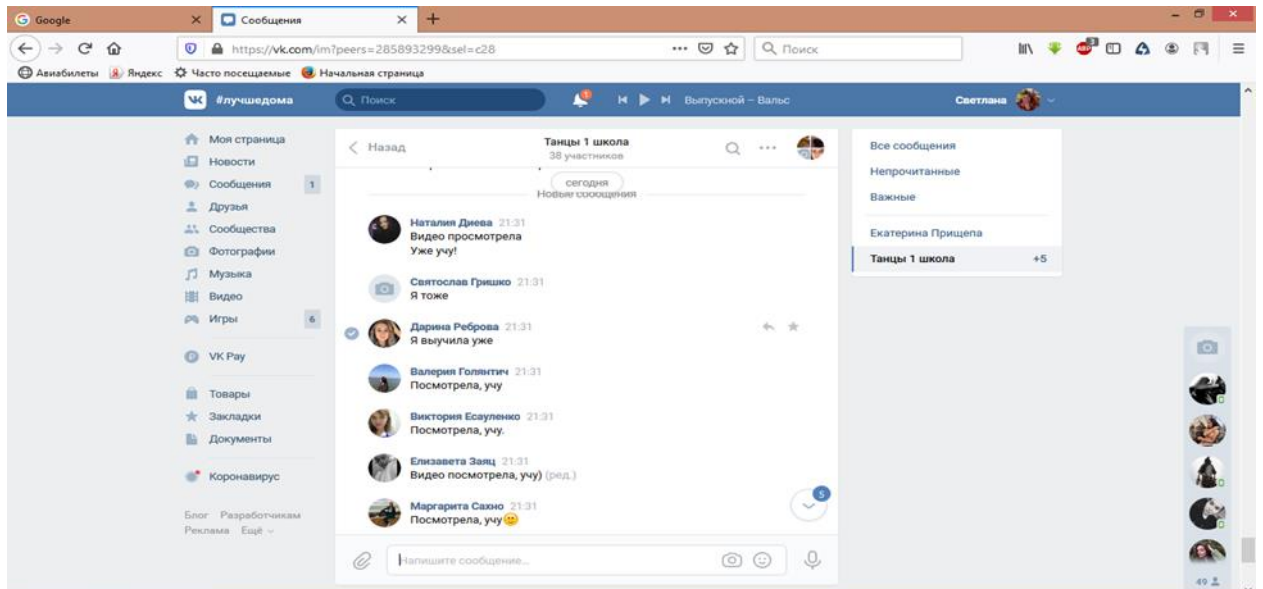 Google
Сообщения
https://vk.com/im?peers=285893299&sel=c28
Поиск
Авиабилеты Яндекс Часто посещаемые Начальная страница
#лучшедома
Поиск
Выпускной – Вальс
Светлана
Моя страница
Новости
Сообщения 1
Друзья
Сообщества
Фотографии
Музыка
Видео
Игры 6
VK Pay
Товары
Закладки
Документы
Коронавирус
Блог Разработчикам
Реклама Ещё
Назад
Танцы 1 школа
38 участников
сегодня
Новые сообщения
Наталия Диева 21:31
Видео просмотрела
Уже учу!
Святослав Гришко 21:31
Я тоже
Дарина Реброва 21:31
Я выучила уже
Валерия Голянтич 21:31
Посмотрела, учу
Виктория Есауленко 21:31
Посмотрела, учу.
Елизавета Заяц 21:31
Видео посмотрела, учу) (ред.)
Маргарита Сахно 21:31
Посмотрела, учу🙂
5
Напишите сообщение...
Все сообщения
Непрочитанные
Важные
Екатерина Прищепа
Танцы 1 школа +5
49